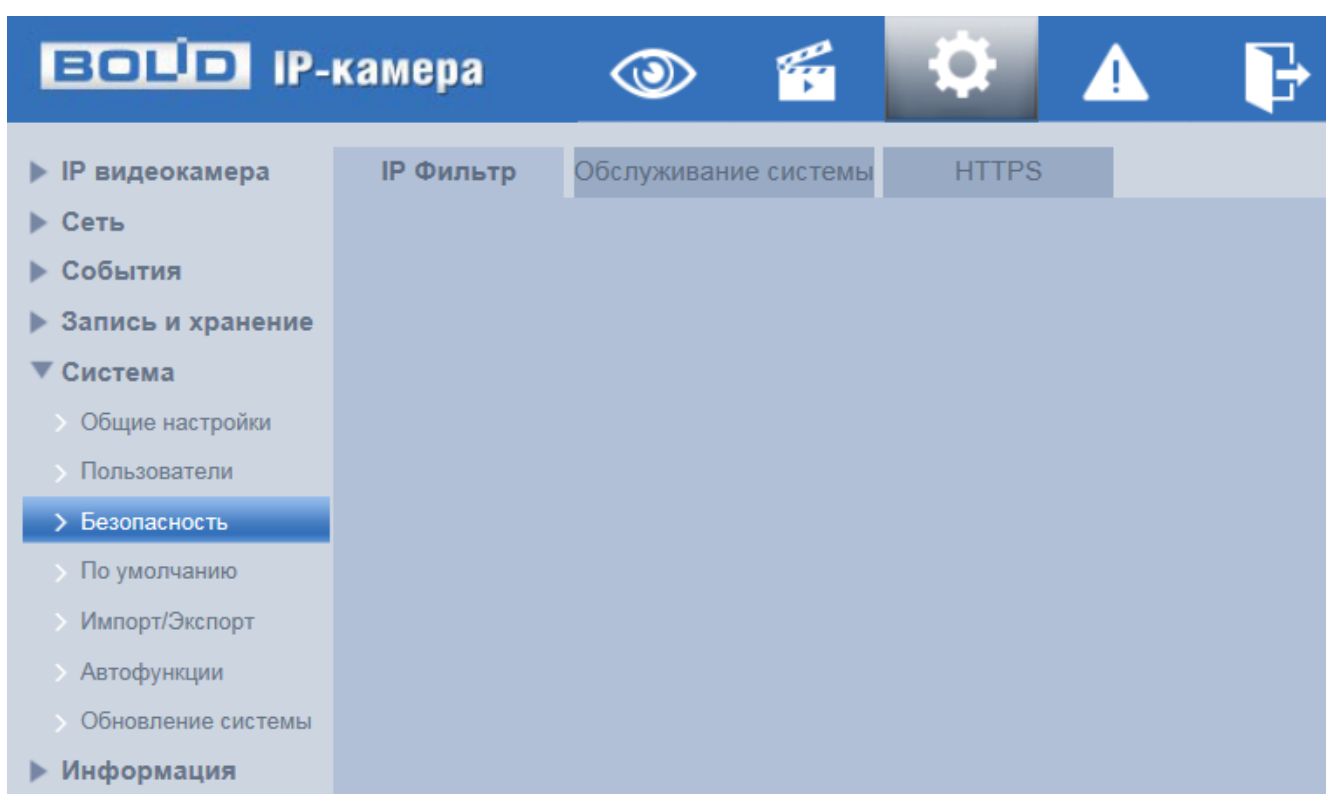 BOLID IP-камера
IP видеокамера
Сеть
События
Запись и хранение
Система
Общие настройки
Пользователи
Безопасность
По умолчанию
Импорт/Экспорт
Автофункции
Обновление системы
Информация
IP Фильтр
Обслуживание системы
HTTPS